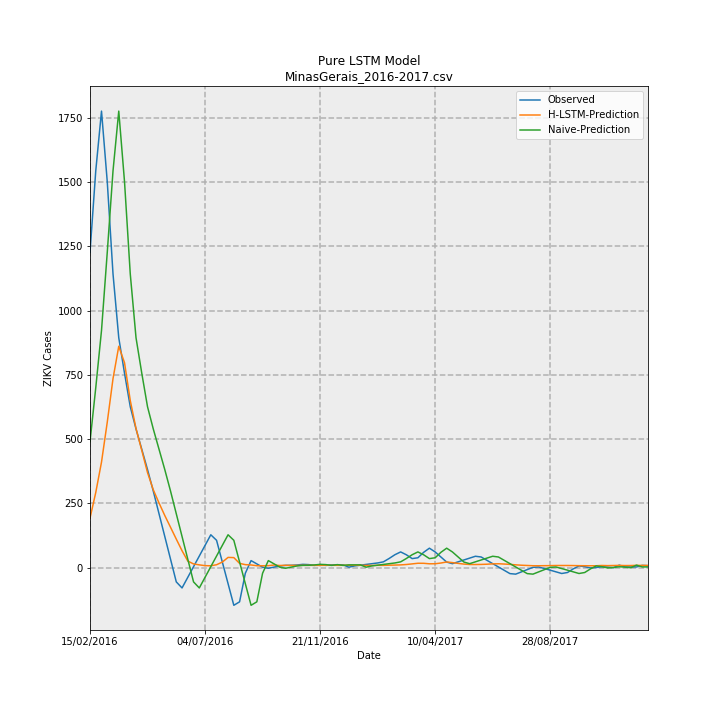 Pure LSTM Model
MinasGerais_2016-2017.csv
Observed
H-LSTM-Prediction
Naive-Prediction
ZIKV Cases
1750
1500
1250
1000
750
500
250
0
15/02/2016
04/07/2016
21/11/2016
10/04/2017
28/08/2017
Date